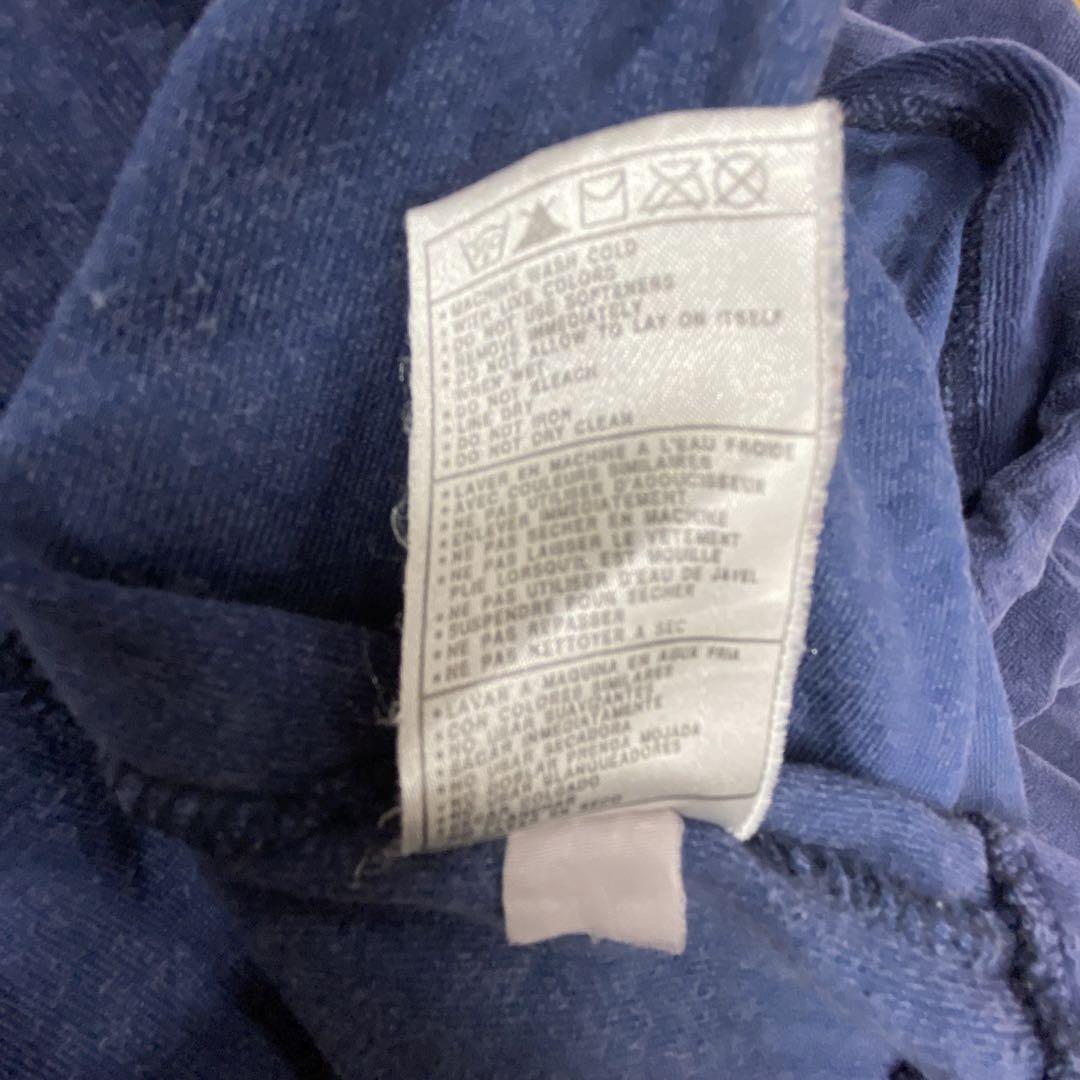 •MACHINE WASH COLD
•WITH LIKE COLORS
•DO NOT USE SOFTENERS
•REMOVE IMMEDIATELY
•DO NOT ALLOW TO LAY ON ITSELF
WHEN WET
•DO NOT BLEACH
•LINE DRY
•DO NOT IRON
•DO NOT DRY CLEAN
•LAVER EN MACHINE A L'EAU FROIDE
•AVEC COULEURS SIMILAIRES
•NE PAS UTILISER D'ADOUCISSEUR
•ENLEVER IMMEDIATEMENT
•NE PAS SECHER EN MACHINE
•NE PAS LAISSER LE VETEMENT
PLIE LORSQU'IL EST MOUILLE
•NE PAS UTILISER D'EAU DE JAVEL
•SUSPENDRE POUR SECHER
•NE PAS REPASSER
•NE PAS NETTOYER A SEC
•LAVAR A MAQUINA EN AGUA FRIA
•CON COLORES SIMILARES
•NO USAR SUAVIZANTES
INMEDIATAMENTE
•NO USAR SECADORA
PRENDA MOJADA
•NO USAR BLANQUEADORES
COLGADO
SECO